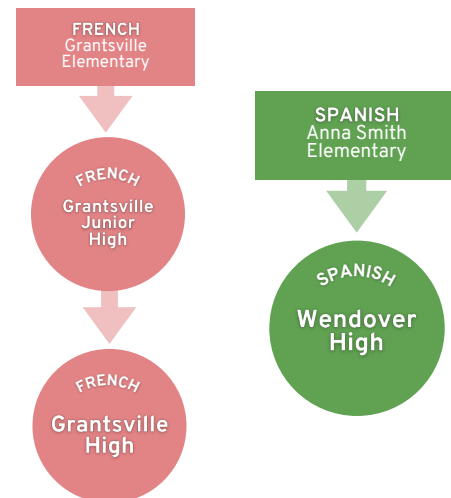 FRENCH
Grantsville
Elementary
FRENCH
Grantsville
Junior
High
FRENCH
Grantsville
High
SPANISH
Anna Smith
Elementary
SPANISH
Wendover
High